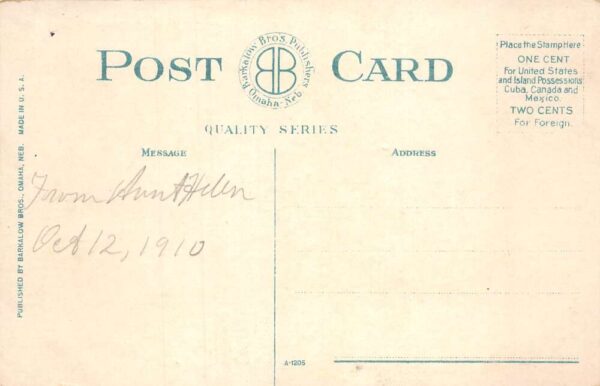 POST CARD
Barkalow Bros. Publishers
Omaha-Neb.
BB
QUALITY SERIES
Place the Stamp Here
ONE CENT
For United States
and Island Possessions
Cuba, Canada and
Mexico.
TWO CENTS
For Foreign.
MESSAGE
ADDRESS
From Aunt Helen
Oct 12, 1910
PUBLISHED BY BARKALOW BROS., OMAHA, NEB. MADE IN U. S. A.
A-1205